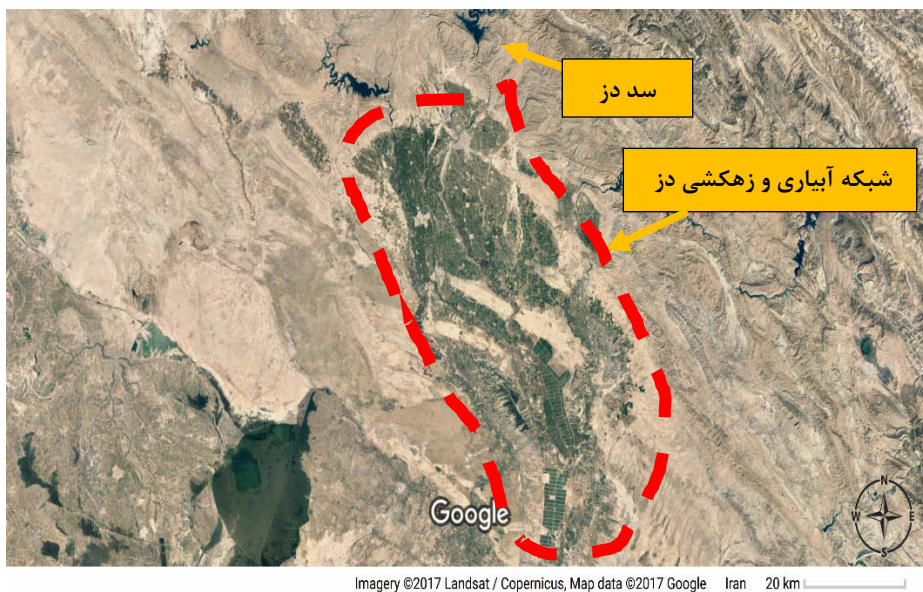 سد دز
شبکه آبیاری و زهکشی دز
Google
N
W E
S
Imagery ©2017 Landsat / Copernicus, Map data ©2017 Google Iran 20 km